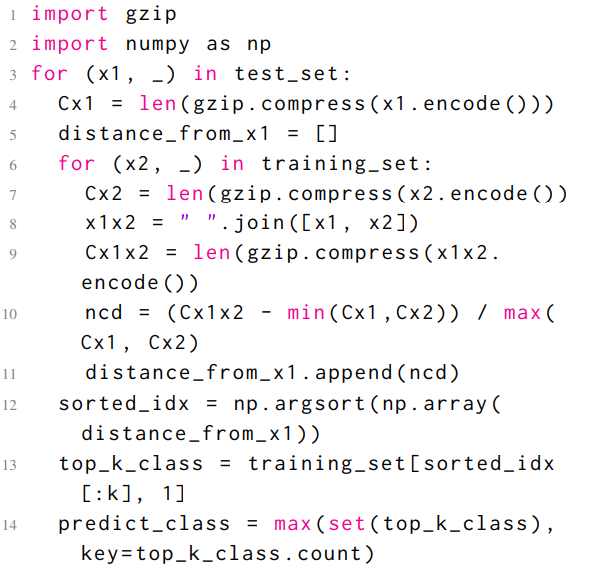 1 import gzip
2 import numpy as np
3 for (x1, _) in test_set:
4 Cx1 = len(gzip.compress(x1.encode()))
5 distance_from_x1 = []
6 for (x2, _) in training_set:
7 Cx2 = len(gzip.compress(x2.encode())
8 x1x2 = " ".join([x1, x2])
9 Cx1x2 = len(gzip.compress(x1x2.
encode())
10 ncd = (Cx1x2 - min(Cx1,Cx2)) / max(
Cx1, Cx2)
11 distance_from_x1.append(ncd)
12 sorted_idx = np.argsort(np.array(
distance_from_x1))
13 top_k_class = training_set[sorted_idx
[:k], 1]
14 predict_class = max(set(top_k_class),
key=top_k_class.count)